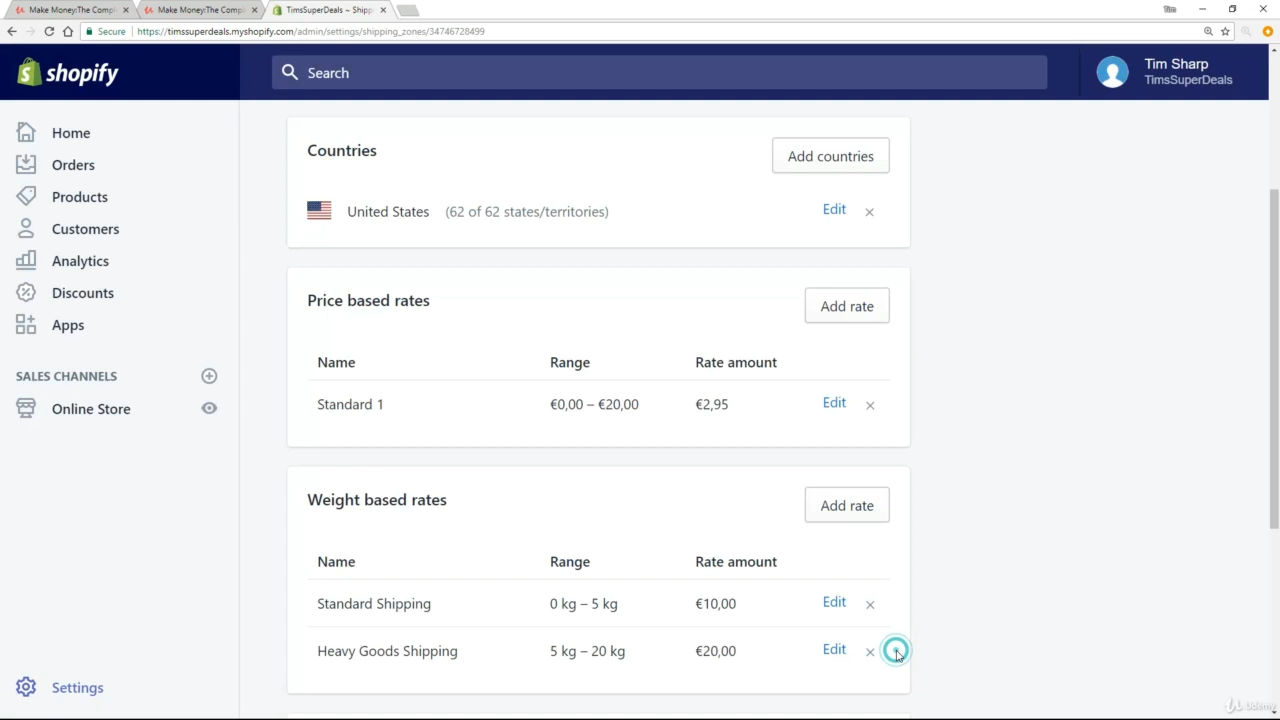 Make Money:The Compl
Make Money:The Compl
TimsSuperDeals ~ Shipp
Tim
Secure
https://timssuperdeals.myshopify.com/admin/settings/shipping_zones/34746728499
shopify
Search
Tim Sharp
TimsSuperDeals
Home
Orders
Products
Customers
Analytics
Discounts
Apps
SALES CHANNELS
Online Store
Settings
Countries
Add countries
United States (62 of 62 states/territories)
Edit
Price based rates
Add rate
Name Range Rate amount
Standard 1 €0,00 – €20,00 €2,95 Edit
Weight based rates
Add rate
Name Range Rate amount
Standard Shipping 0 kg – 5 kg €10,00 Edit
Heavy Goods Shipping 5 kg – 20 kg €20,00 Edit
Udemy